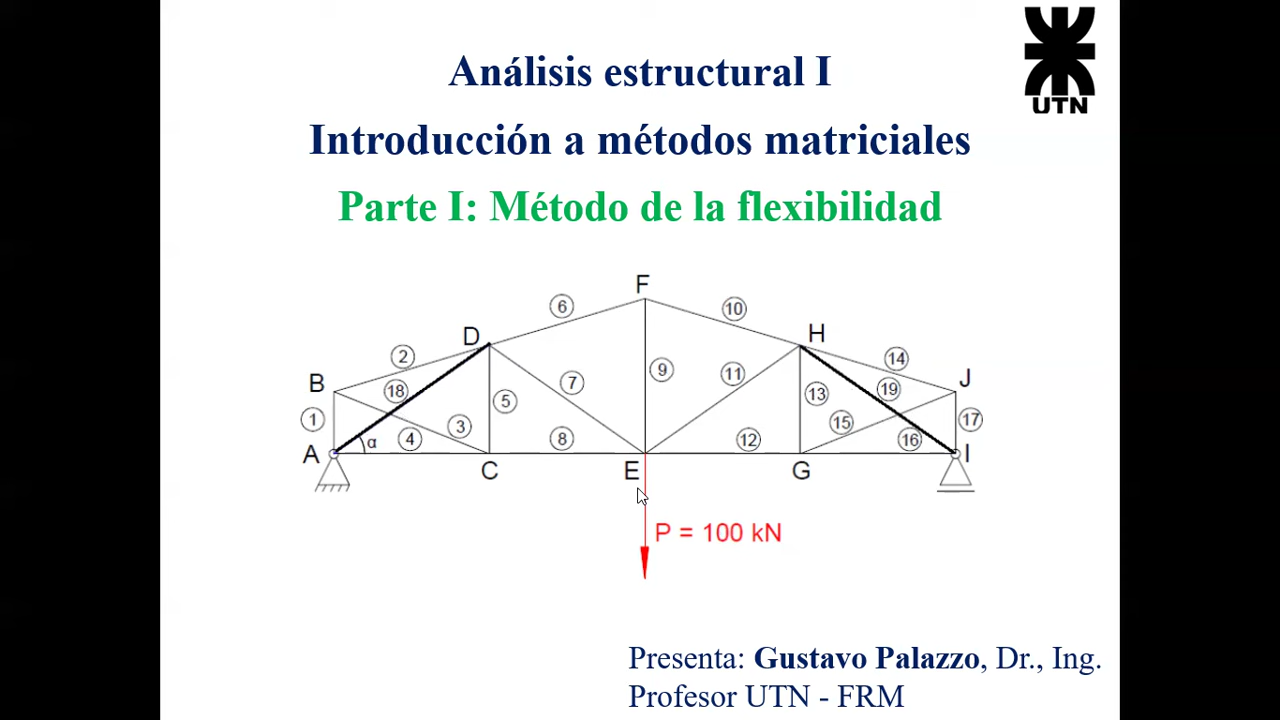 Análisis estructural I
UTN
Introducción a métodos matriciales
Parte I: Método de la flexibilidad
F
6
10
D
H
2
14
B
18
7
9
11
19
J
1
α
4
3
5
13
15
16
17
A
8
12
I
C
E
G
P = 100 kN
Presenta: Gustavo Palazzo, Dr., Ing.
Profesor UTN - FRM